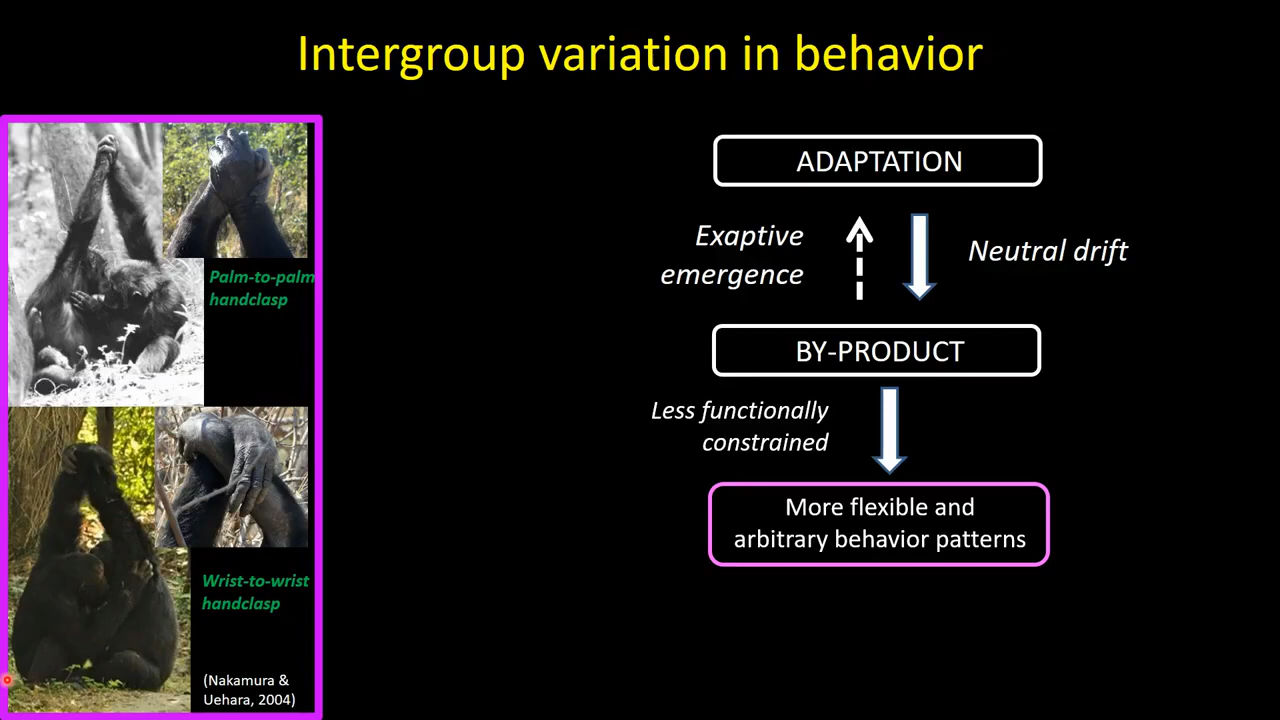 Intergroup variation in behavior
Palm-to-palm
handclasp
Wrist-to-wrist
handclasp
(Nakamura &
Uehara, 2004)
ADAPTATION
Exaptive
emergence
Neutral drift
BY-PRODUCT
Less functionally
constrained
More flexible and
arbitrary behavior patterns